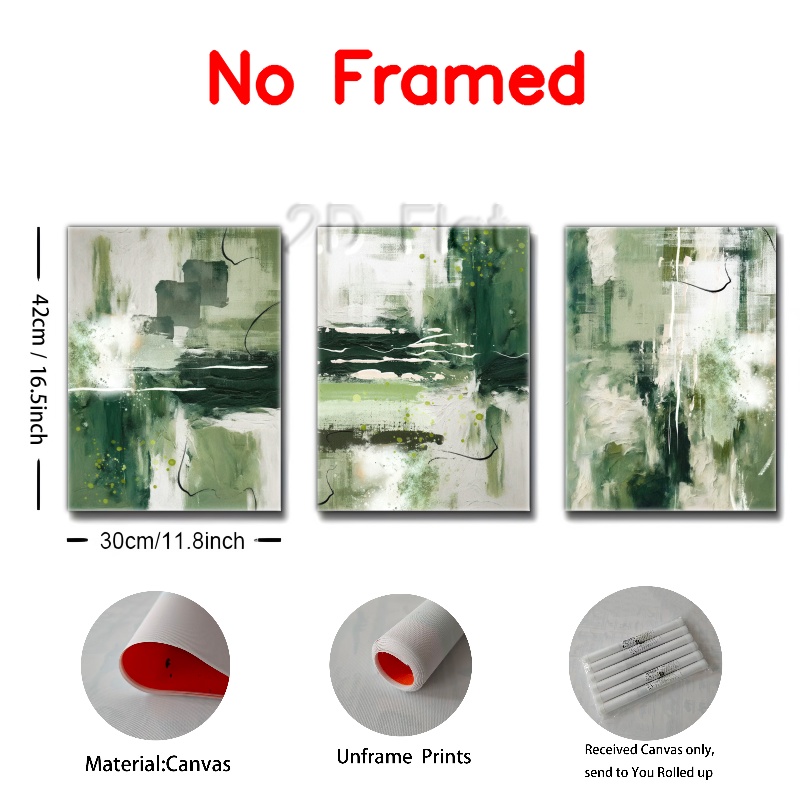 No Framed
2D Flat
42cm / 16.5inch
30cm/11.8inch
Material:Canvas
Unframe Prints
Received Canvas only,
send to You Rolled up